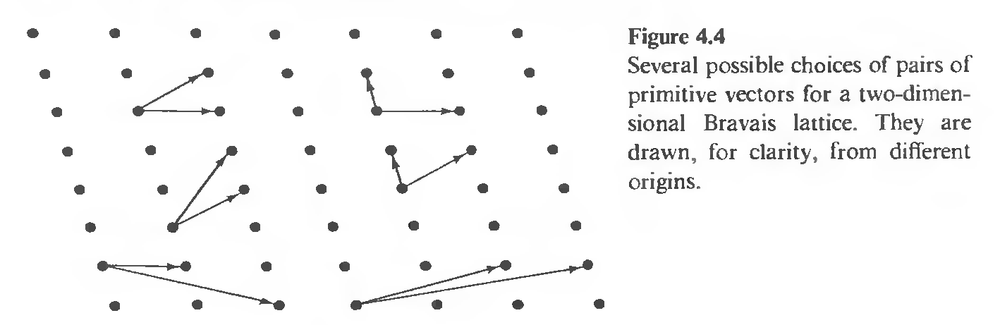 Figure 4.4
Several possible choices of pairs of
primitive vectors for a two-dimen-
sional Bravais lattice. They are
drawn, for clarity, from different
origins.